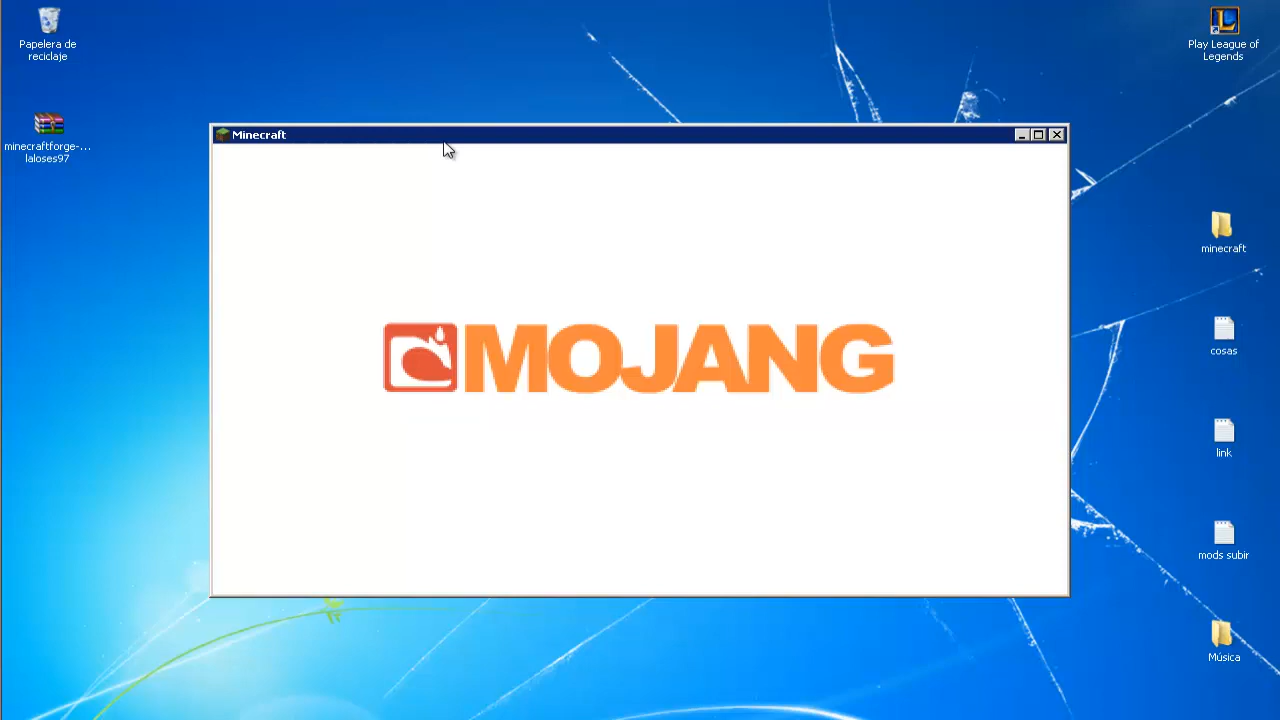 Papelera de
reciclaje
Play League of
Legends
minecraftforge-...
laloses97
Minecraft
MOJANG
minecraft
cosas
link
mods subir
Música